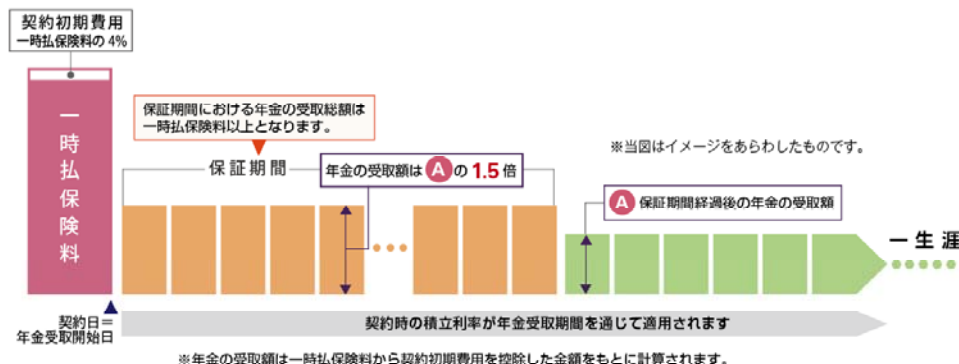 契約初期費用
一時払保険料の4%
一時払保険料
保証期間における年金の受取総額は
一時払保険料以上となります。
保証期間
年金の受取額はAの1.5倍
※当図はイメージをあらわしたものです。
A 保証期間経過後の年金の受取額
一生涯
契約日=
年金受取開始日
契約時の積立利率が年金受取期間を通じて適用されます
※年金の受取額は一時払保険料から契約初期費用を控除した金額をもとに計算されます。